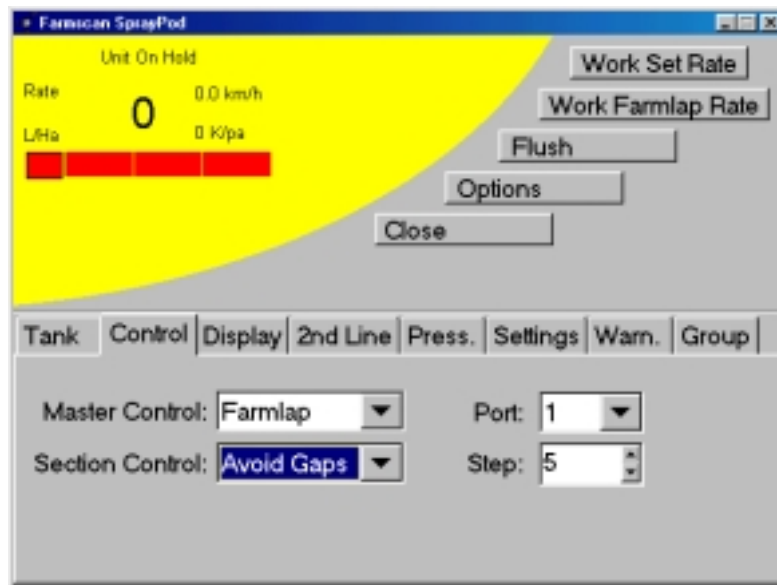 Farmscan SprayPod
Unit On Hold
Rate
0
0.0 km/h
L/Ha
0 K/pa
Work Set Rate
Work Farmlap Rate
Flush
Options
Close
Tank Control Display 2nd Line Press. Settings Warn. Group
Master Control: Farmlap Port: 1
Section Control: Avoid Gaps Step: 5